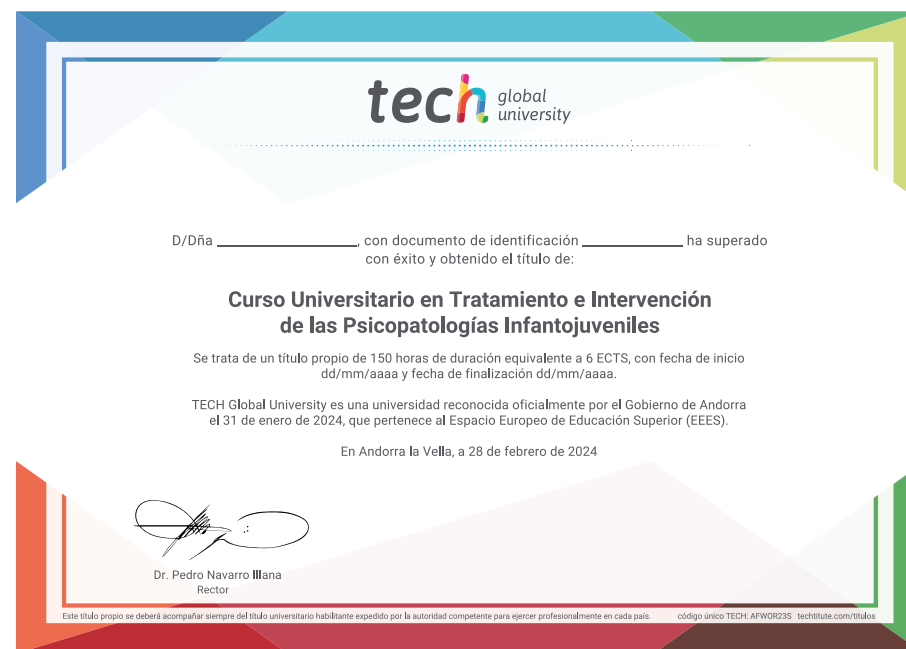 tech global
university
D/Dña ______________, con documento de identificación __________ ha superado
con éxito y obtenido el título de:
Curso Universitario en Tratamiento e Intervención
de las Psicopatologías Infantojuveniles
Se trata de un título propio de 150 horas de duración equivalente a 6 ECTS, con fecha de inicio
dd/mm/aaaa y fecha de finalización dd/mm/aaaa.
TECH Global University es una universidad reconocida oficialmente por el Gobierno de Andorra
el 31 de enero de 2024, que pertenece al Espacio Europeo de Educación Superior (EEES).
En Andorra la Vella, a 28 de febrero de 2024
Dr. Pedro Navarro Illana
Rector
Este título propio se deberá acompañar siempre del título universitario habilitante expedido por la autoridad competente para ejercer profesionalmente en cada país. código único TECH: AFWOR23S techtitute.com/titulos